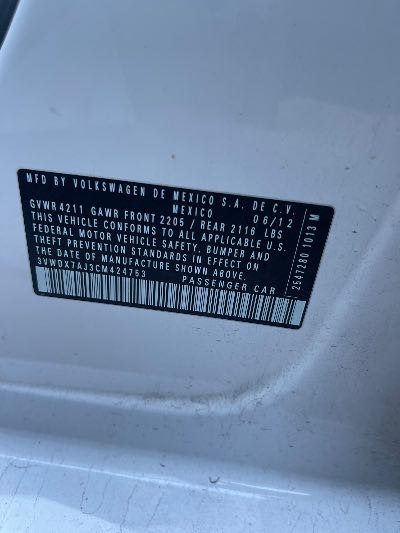 MFD BY VOLKSWAGEN DE MEXICO S.A. DE C.V.
MEXICO 06/12
GVWR 4211 GAWR FRONT 2205 / REAR 2116 LBS
THIS VEHICLE CONFORMS TO ALL APPLICABLE U.S.
FEDERAL MOTOR VEHICLE SAFETY, BUMPER AND
THEFT PREVENTION STANDARDS IN EFFECT ON
THE DATE OF MANUFACTURE SHOWN ABOVE.
3VWDX7AJ3CM424753 PASSENGER CAR
2547280 1013 M